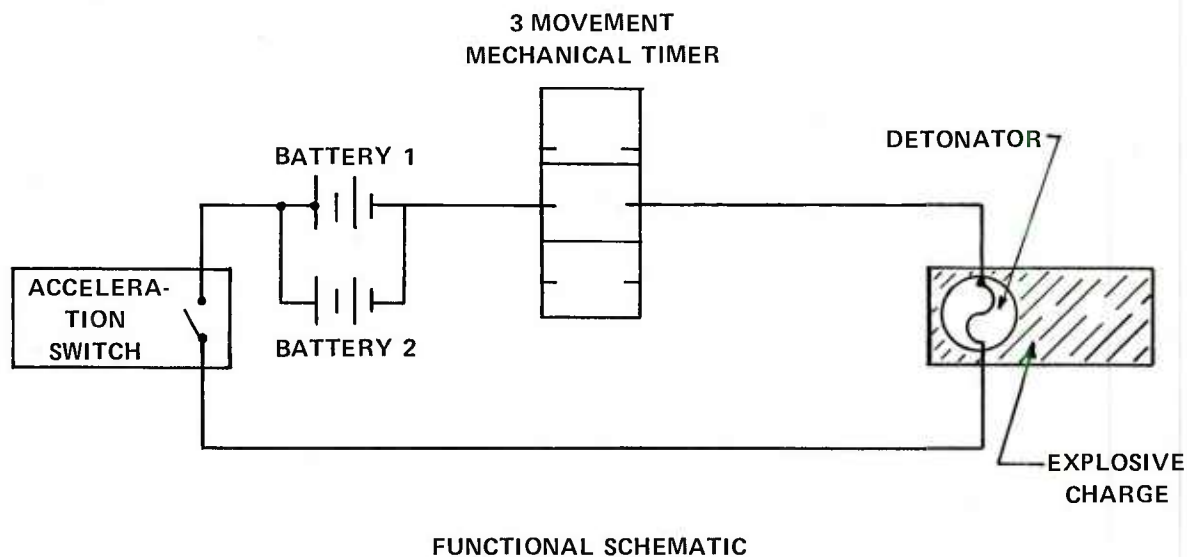 3 MOVEMENT
MECHANICAL TIMER
DETONATOR
BATTERY 1
ACCELERA-
TION
SWITCH
BATTERY 2
EXPLOSIVE
CHARGE
FUNCTIONAL SCHEMATIC